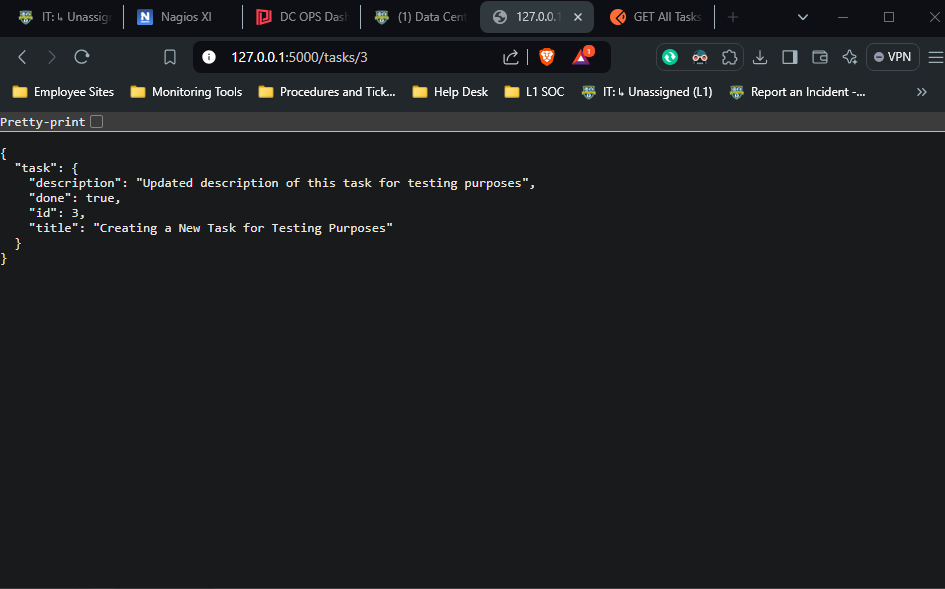 IT: ↳ Unassign
Nagios XI
DC OPS Dash
(1) Data Cent
127.0.0.1
GET All Tasks
127.0.0.1:5000/tasks/3
1
VPN
Employee Sites
Monitoring Tools
Procedures and Tick...
Help Desk
L1 SOC
IT: ↳ Unassigned (L1)
Report an Incident -...
Pretty-print
{
  "task": {
    "description": "Updated description of this task for testing purposes",
    "done": true,
    "id": 3,
    "title": "Creating a New Task for Testing Purposes"
  }
}